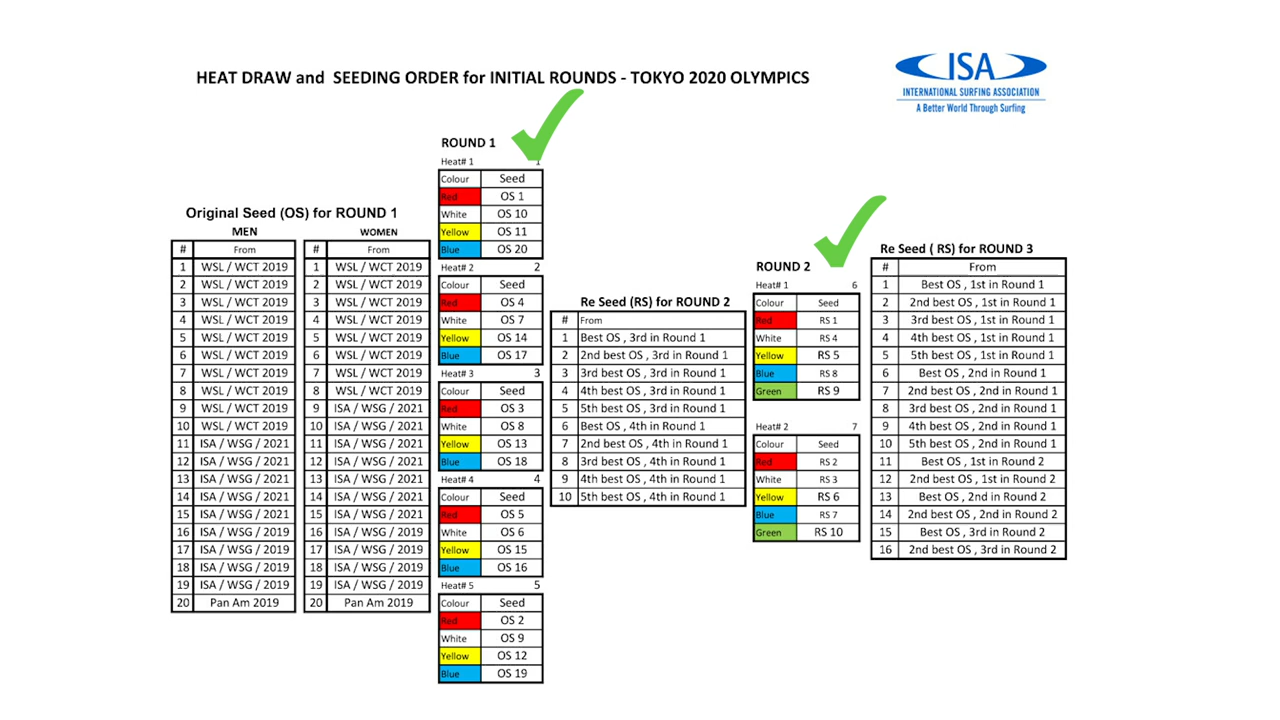 HEAT DRAW and SEEDING ORDER for INITIAL ROUNDS - TOKYO 2020 OLYMPICS
ISA
INTERNATIONAL SURFING ASSOCIATION
A Better World Through Surfing
Original Seed (OS) for ROUND 1
MEN
# From
1 WSL / WCT 2019
2 WSL / WCT 2019
3 WSL / WCT 2019
4 WSL / WCT 2019
5 WSL / WCT 2019
6 WSL / WCT 2019
7 WSL / WCT 2019
8 WSL / WCT 2019
9 WSL / WCT 2019
10 WSL / WCT 2019
11 ISA / WSG / 2021
12 ISA / WSG / 2021
13 ISA / WSG / 2021
14 ISA / WSG / 2021
15 ISA / WSG / 2021
16 ISA / WSG / 2019
17 ISA / WSG / 2019
18 ISA / WSG / 2019
19 ISA / WSG / 2019
20 Pan Am 2019
WOMEN
# From
1 WSL / WCT 2019
2 WSL / WCT 2019
3 WSL / WCT 2019
4 WSL / WCT 2019
5 WSL / WCT 2019
6 WSL / WCT 2019
7 WSL / WCT 2019
8 WSL / WCT 2019
9 ISA / WSG / 2021
10 ISA / WSG / 2021
11 ISA / WSG / 2021
12 ISA / WSG / 2021
13 ISA / WSG / 2021
14 ISA / WSG / 2021
15 ISA / WSG / 2021
16 ISA / WSG / 2019
17 ISA / WSG / 2019
18 ISA / WSG / 2019
19 ISA / WSG / 2019
20 Pan Am 2019
ROUND 1
Heat# 1 1
Colour Seed
Red OS 1
White OS 10
Yellow OS 11
Blue OS 20
Heat# 2 2
Colour Seed
Red OS 4
White OS 7
Yellow OS 14
Blue OS 17
Heat# 3 3
Colour Seed
Red OS 3
White OS 8
Yellow OS 13
Blue OS 18
Heat# 4 4
Colour Seed
Red OS 5
White OS 6
Yellow OS 15
Blue OS 16
Heat# 5 5
Colour Seed
Red OS 2
White OS 9
Yellow OS 12
Blue OS 19
Re Seed (RS) for ROUND 2
# From
1 Best OS , 3rd in Round 1
2 2nd best OS , 3rd in Round 1
3 3rd best OS , 3rd in Round 1
4 4th best OS , 3rd in Round 1
5 5th best OS , 3rd in Round 1
6 Best OS , 4th in Round 1
7 2nd best OS , 4th in Round 1
8 3rd best OS , 4th in Round 1
9 4th best OS , 4th in Round 1
10 5th best OS , 4th in Round 1
ROUND 2
Heat# 1 6
Colour Seed
Red RS 1
White RS 4
Yellow RS 5
Blue RS 8
Green RS 9
Heat# 2 7
Colour Seed
Red RS 2
White RS 3
Yellow RS 6
Blue RS 7
Green RS 10
Re Seed ( RS) for ROUND 3
# From
1 Best OS , 1st in Round 1
2 2nd best OS , 1st in Round 1
3 3rd best OS , 1st in Round 1
4 4th best OS , 1st in Round 1
5 5th best OS , 1st in Round 1
6 Best OS , 2nd in Round 1
7 2nd best OS , 2nd in Round 1
8 3rd best OS , 2nd in Round 1
9 4th best OS , 2nd in Round 1
10 5th best OS , 2nd in Round 1
11 Best OS , 1st in Round 2
12 2nd best OS , 1st in Round 2
13 Best OS , 2nd in Round 2
14 2nd best OS , 2nd in Round 2
15 Best OS , 3rd in Round 2
16 2nd best OS , 3rd in Round 2